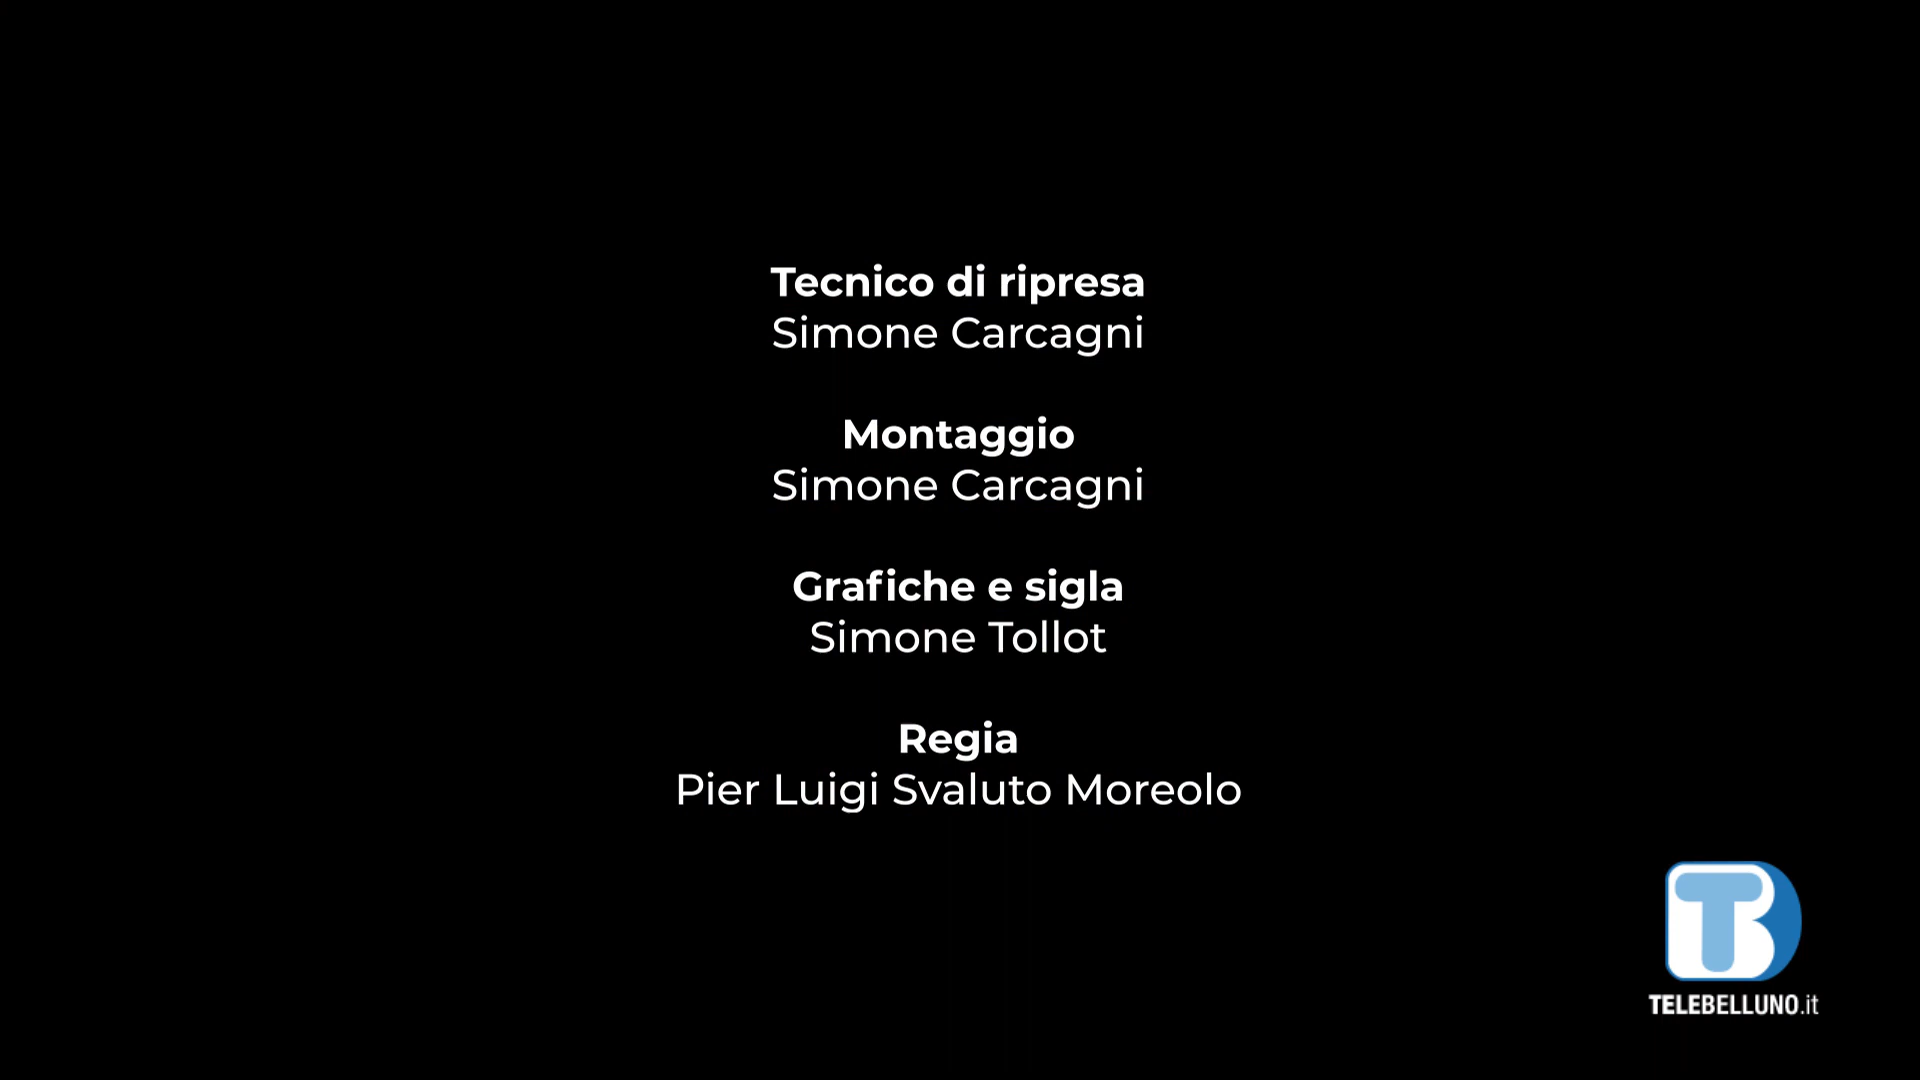 Tecnico di ripresa
Simone Carcagni
Montaggio
Simone Carcagni
Grafiche e sigla
Simone Tollot
Regia
Pier Luigi Svaluto Moreolo
TB
TELEBELLUNO.it